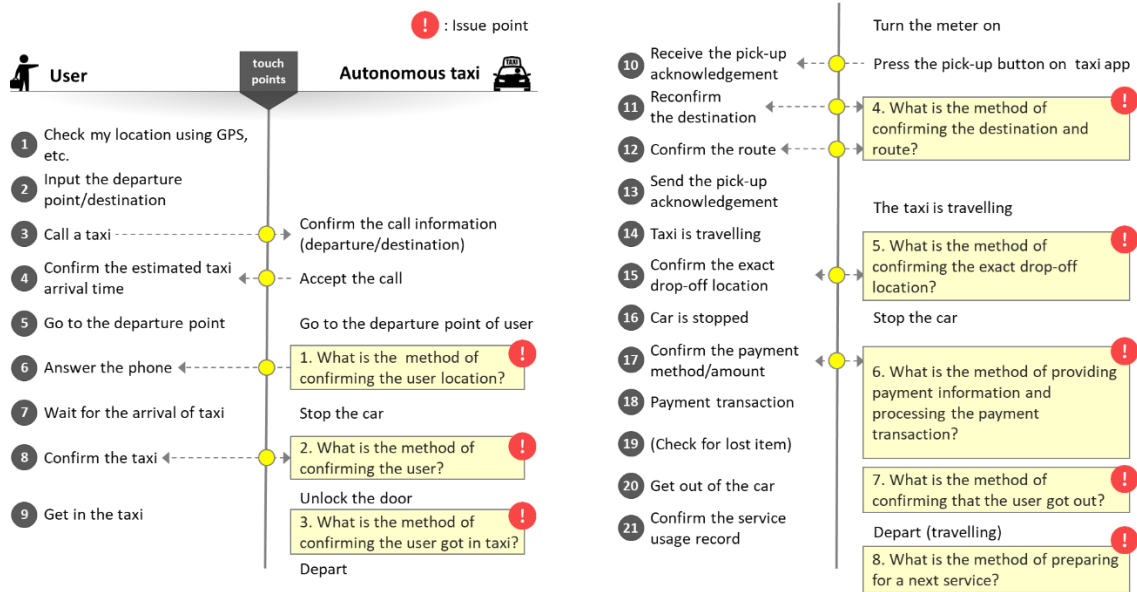 ! : Issue point
User
touch
points
Autonomous taxi
TAXI
1 Check my location using GPS,
etc.
2 Input the departure
point/destination
3 Call a taxi
Confirm the call information
(departure/destination)
4 Confirm the estimated taxi
arrival time
Accept the call
5 Go to the departure point
Go to the departure point of user
6 Answer the phone
1. What is the method of
confirming the user location?
!
7 Wait for the arrival of taxi
Stop the car
8 Confirm the taxi
2. What is the method of
confirming the user?
!
Unlock the door
9 Get in the taxi
3. What is the method of
confirming the user got in taxi?
!
Depart
Turn the meter on
10 Receive the pick-up
acknowledgement
Press the pick-up button on taxi app
11 Reconfirm
the destination
4. What is the method of
confirming the destination and
route?
!
12 Confirm the route
13 Send the pick-up
acknowledgement
The taxi is travelling
14 Taxi is travelling
15 Confirm the exact
drop-off location
5. What is the method of
confirming the exact drop-off
location?
!
16 Car is stopped
Stop the car
17 Confirm the payment
method/amount
6. What is the method of providing
payment information and
processing the payment
transaction?
!
18 Payment transaction
19 (Check for lost item)
20 Get out of the car
7. What is the method of
confirming that the user got out?
!
21 Confirm the service
usage record
Depart (travelling)
8. What is the method of preparing
for a next service?
!